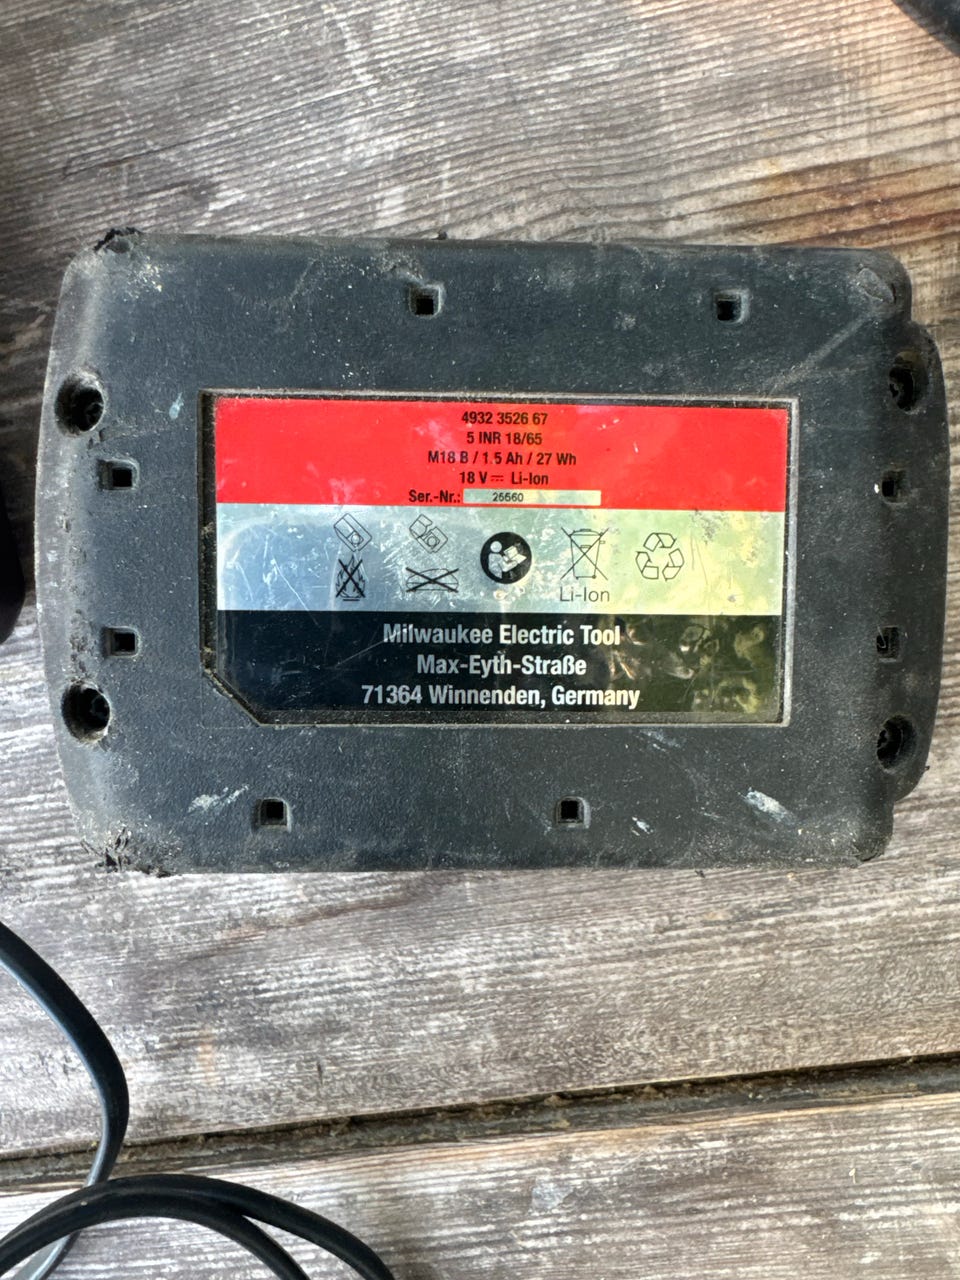 4932 3526 67
5 INR 18/65
M18 B / 1.5 Ah / 27 Wh
18 V ⎓ Li-Ion
Ser.-Nr.: 25560
Li-Ion
Milwaukee Electric Tool
Max-Eyth-Straße
71364 Winnenden, Germany